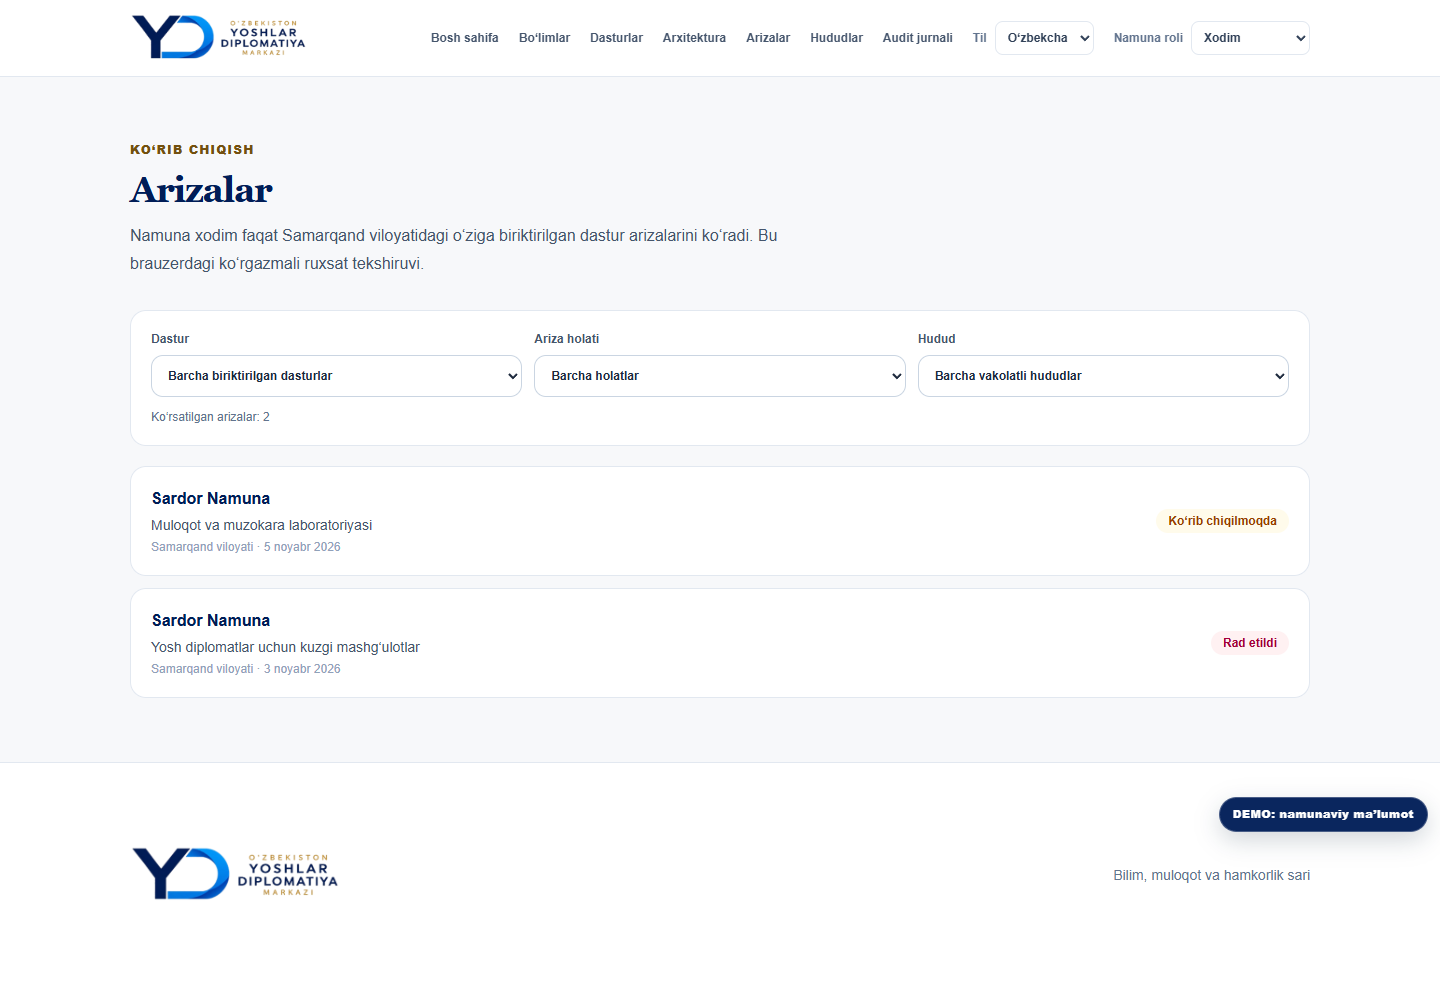 O'ZBEKISTON
YOSHLAR
DIPLOMATIYA
MARKAZI
Bosh sahifa Bo‘limlar Dasturlar Arxitektura Arizalar Hududlar Audit jurnali Til O‘zbekcha Namuna roli Xodim
KO‘RIB CHIQISH
Arizalar
Namuna xodim faqat Samarqand viloyatidagi o‘ziga biriktirilgan dastur arizalarini ko‘radi. Bu
brauzerdagi ko‘rgazmali ruxsat tekshiruvi.
Dastur Ariza holati Hudud
Barcha biriktirilgan dasturlar Barcha holatlar Barcha vakolatli hududlar
Ko‘rsatilgan arizalar: 2
Sardor Namuna
Muloqot va muzokara laboratoriyasi
Samarqand viloyati · 5 noyabr 2026
Ko‘rib chiqilmoqda
Sardor Namuna
Yosh diplomatlar uchun kuzgi mashg‘ulotlar
Samarqand viloyati · 3 noyabr 2026
Rad etildi
DEMO: namunaviy ma’lumot
O'ZBEKISTON
YOSHLAR
DIPLOMATIYA
MARKAZI
Bilim, muloqot va hamkorlik sari